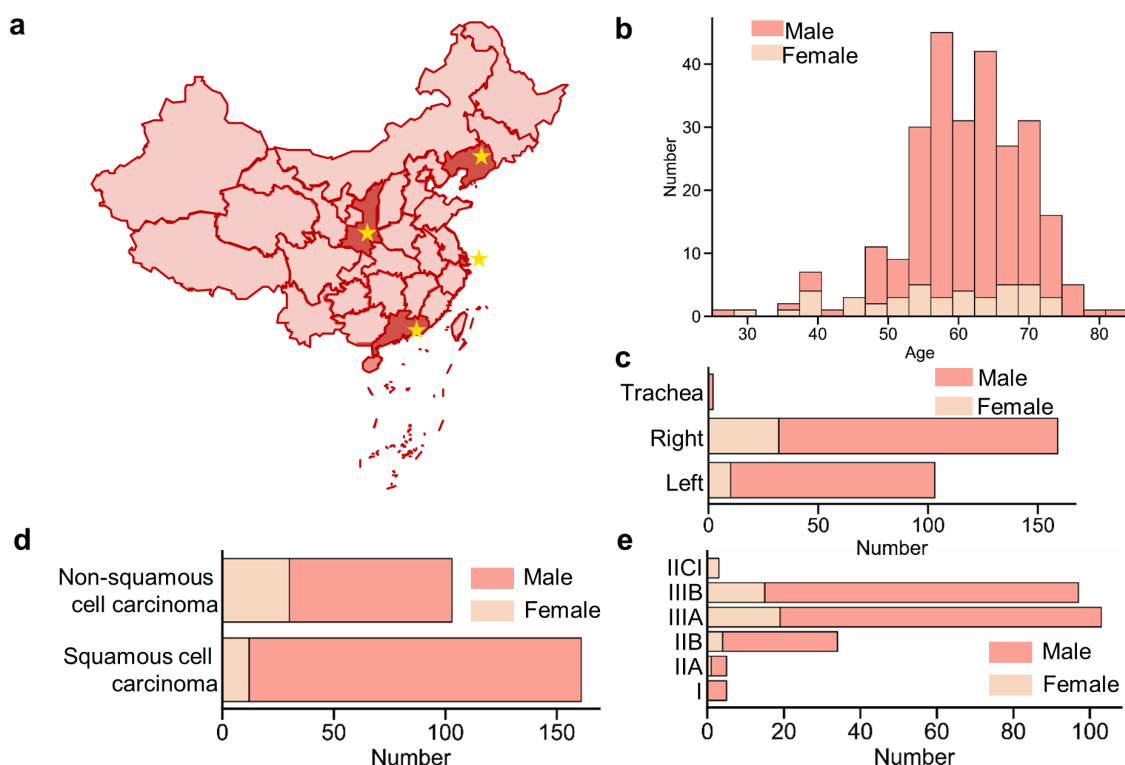 a
b
Male
Female
40
30
20
10
0
Number
30
40
50
60
70
80
Age
c
Male
Female
Trachea
Right
Left
0
50
100
150
Number
d
Non-squamous
cell carcinoma
Squamous cell
carcinoma
Male
Female
0
50
100
150
Number
e
IICI
IIIB
IIIA
IIB
IIA
I
Male
Female
0
20
40
60
80
100
Number